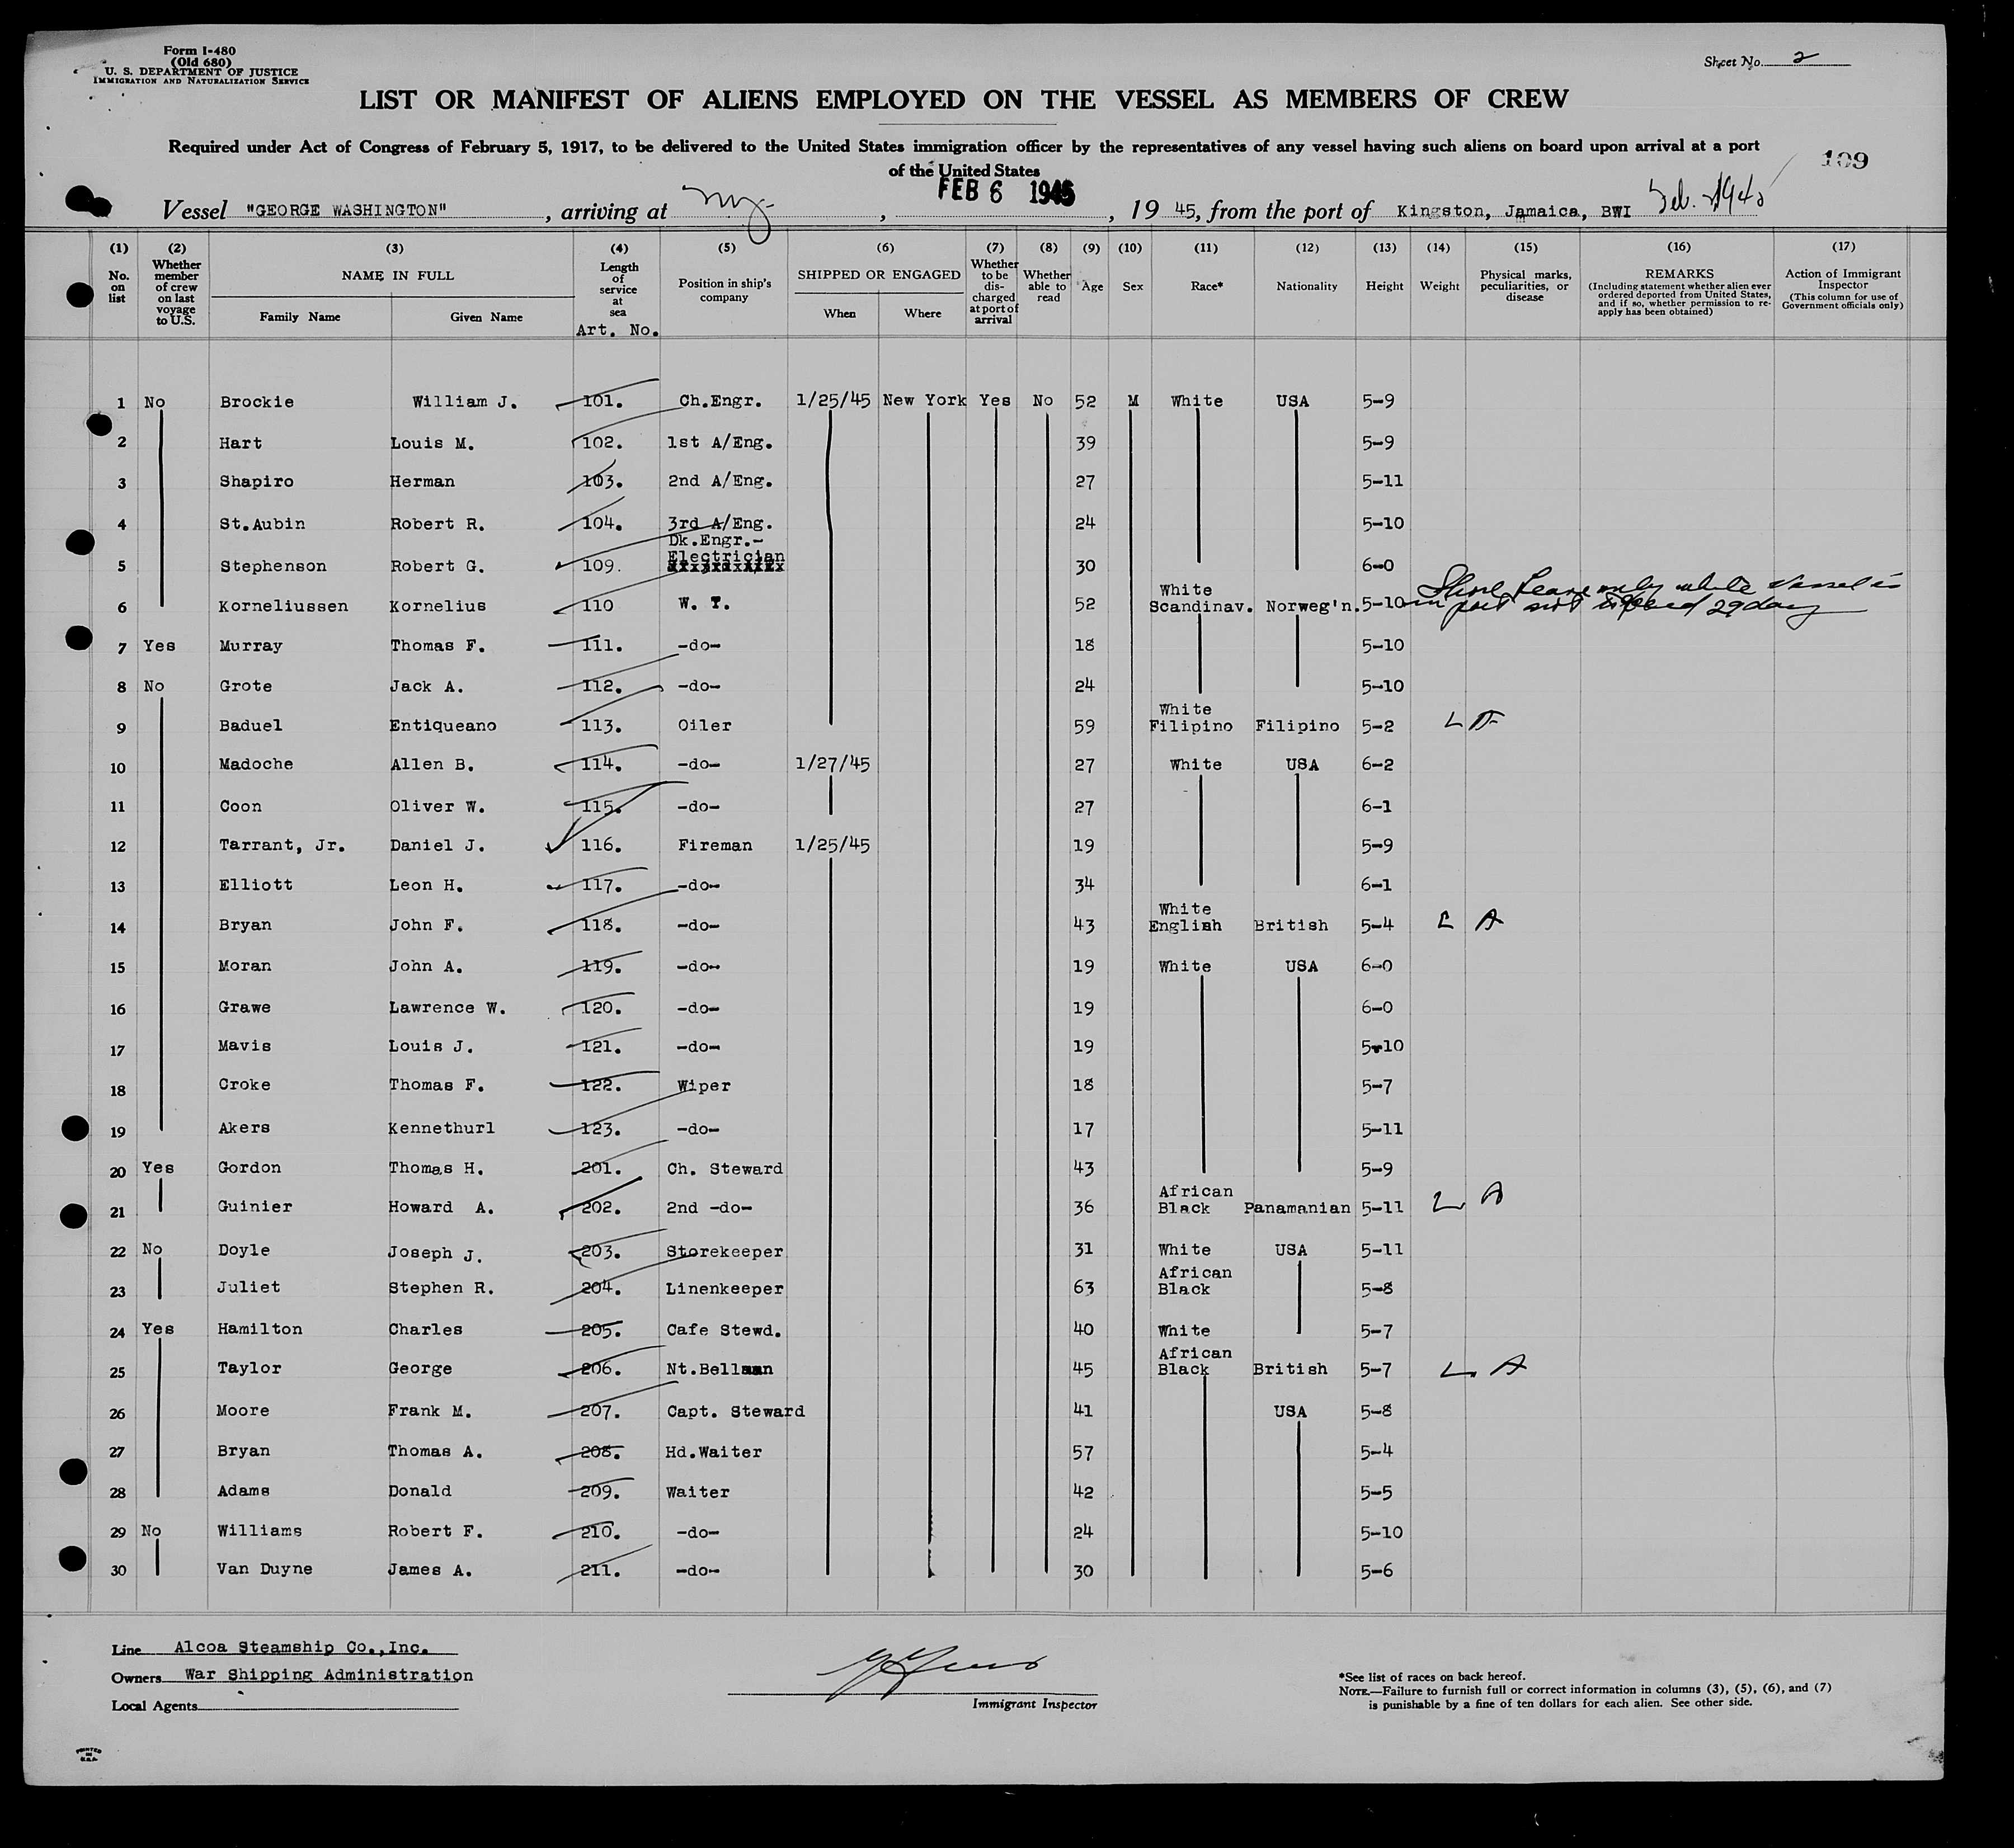 Form I-480
(Old 680)
U. S. DEPARTMENT OF JUSTICE
IMMIGRATION AND NATURALIZATION SERVICE
Sheet No. 2
LIST OR MANIFEST OF ALIENS EMPLOYED ON THE VESSEL AS MEMBERS OF CREW
Required under Act of Congress of February 5, 1917, to be delivered to the United States immigration officer by the representatives of any vessel having such aliens on board upon arrival at a port
of the United States
109
FEB 6 1945
Vessel "GEORGE WASHINGTON", arriving at NY, 19 45, from the port of Kingston, Jamaica, BWI Feb. 1945
(1) (2) (3) (4) (5) (6) (7) (8) (9) (10) (11) (12) (13) (14) (15) (16) (17)
No. on list
Whether member of crew on last voyage to U.S.
NAME IN FULL
Family Name Given Name
Length of service at sea
Art. No.
Position in ship's company
SHIPPED OR ENGAGED
When Where
Whether to be discharged at port of arrival
Whether able to read
Age
Sex
Race*
Nationality
Height
Weight
Physical marks, peculiarities, or disease
REMARKS
(Including statement whether alien ever ordered deported from United States, and if so, whether permission to reapply has been obtained)
Action of Immigrant Inspector
(This column for use of Government officials only)
1 No Brockie William J. 101. Ch.Engr. 1/25/45 New York Yes No 52 M White USA 5-9
2 Hart Louis M. 102. 1st A/Eng. 39 5-9
3 Shapiro Herman 103. 2nd A/Eng. 27 5-11
4 St.Aubin Robert R. 104. 3rd A/Eng. 24 5-10
Dk.Engr.-
Electrician
5 Stephenson Robert G. 109. 30 6-0
White
6 Korneliussen Kornelius 110 W. T. 52 Scandinav. Norweg'n. 5-10 Shore Leave only while vessel is
in port not exceed 29 days
7 Yes Murray Thomas F. 111. -do- 18 5-10
8 No Grote Jack A. 112. -do- 24 5-10
White
9 Baduel Entiqueano 113. Oiler 59 Filipino Filipino 5-2
10 Madoche Allen B. 114. -do- 1/27/45 27 White USA 6-2
11 Coon Oliver W. 115. -do- 27 6-1
12 Tarrant, Jr. Daniel J. 116. Fireman 1/25/45 19 5-9
13 Elliott Leon H. 117. -do- 34 6-1
White
14 Bryan John F. 118. -do- 43 English British 5-4 L A
15 Moran John A. 119. -do- 19 White USA 6-0
16 Grawe Lawrence W. 120. -do- 19 6-0
17 Mavis Louis J. 121. -do- 19 5-10
18 Croke Thomas F. 122. Wiper 18 5-7
19 Akers Kennethurl 123. -do- 17 5-11
20 Yes Gordon Thomas H. 201. Ch. Steward 43 5-9
African
21 Guinier Howard A. 202. 2nd -do- 36 Black Panamanian 5-11 L A
22 No Doyle Joseph J. 203. Storekeeper 31 White USA 5-11
African
23 Juliet Stephen R. 204. Linenkeeper 63 Black 5-8
24 Yes Hamilton Charles 205. Cafe Stewd. 40 White 5-7
African
25 Taylor George 206. Nt.Bellman 45 Black British 5-7 L A
26 Moore Frank M. 207. Capt. Steward 41 USA 5-8
27 Bryan Thomas A. 208. Hd.Waiter 57 5-4
28 Adams Donald 209. Waiter 42 5-5
29 No Williams Robert F. 210. -do- 24 5-10
30 Van Duyne James A. 211. -do- 30 5-6
Line Alcoa Steamship Co.,Inc.
Owners War Shipping Administration
Local Agents
Immigrant Inspector
*See list of races on back hereof.
NOTE.—Failure to furnish full or correct information in columns (3), (5), (6), and (7)
is punishable by a fine of ten dollars for each alien. See other side.
PRINTED
IN
U.S.A.